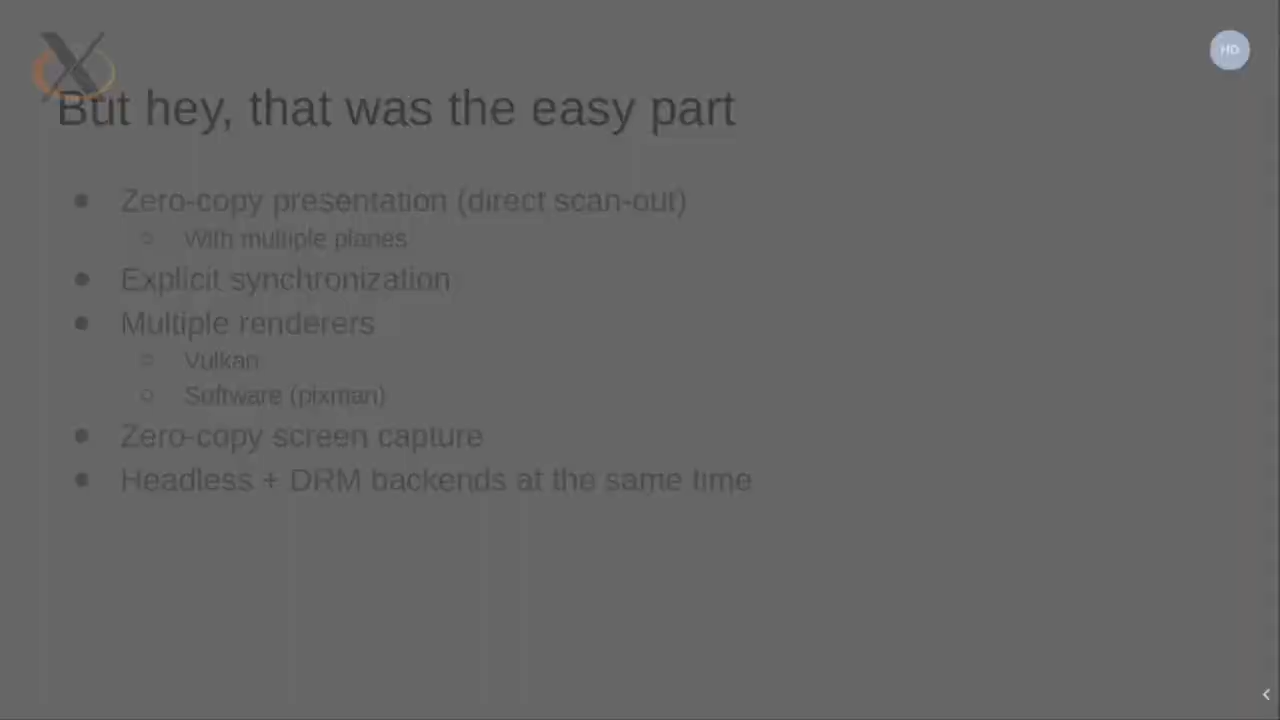 HD
But hey, that was the easy part
● Zero-copy presentation (direct scan-out)
○ With multiple planes
● Explicit synchronization
● Multiple renderers
○ Vulkan
○ Software (pixman)
● Zero-copy screen capture
● Headless + DRM backends at the same time